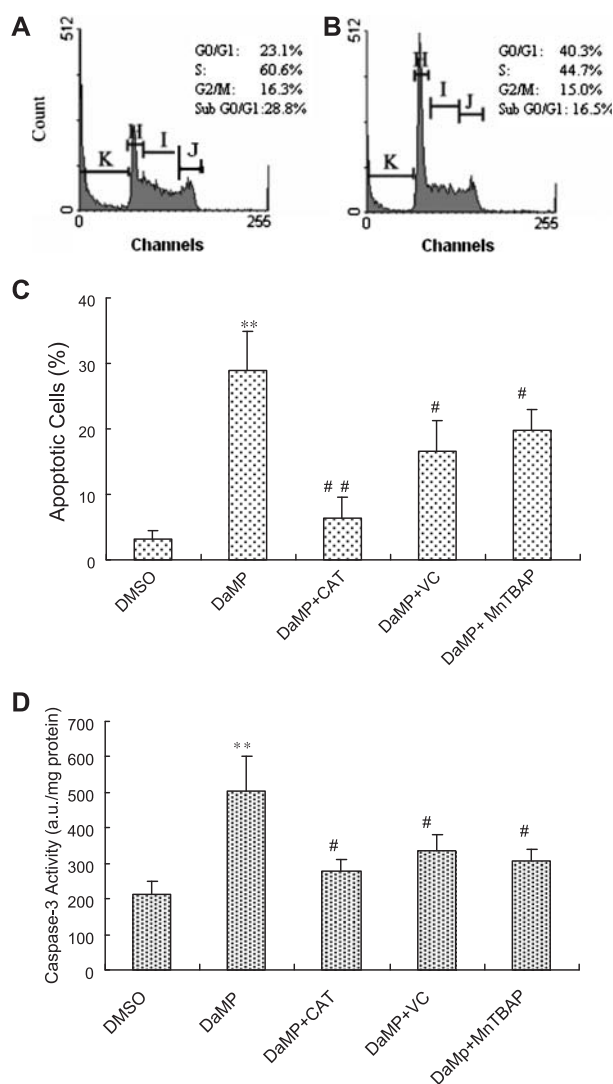 A
512
G0/G1: 23.1%
S: 60.6%
G2/M: 16.3%
Sub G0/G1:28.8%
Count
K
H
I
J
0
0
255
Channels
B
512
G0/G1: 40.3%
S: 44.7%
G2/M: 15.0%
Sub G0/G1: 16.5%
K
H
I
J
0
0
255
Channels
C
Apoptotic Cells (%)
40
30
20
10
0
**
# #
#
#
DMSO
DaMP
DaMP+CAT
DaMP+VC
DaMP+ MnTBAP
D
Caspase-3 Activity (a.u./mg protein)
700
600
500
400
300
200
100
0
**
#
#
#
DMSO
DaMP
DaMP+CAT
DaMP+VC
DaMp+MnTBAP